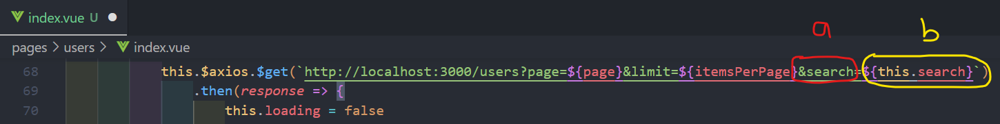 index.vue U ●
a b
pages > users > index.vue
68 this.$axios.$get(`http://localhost:3000/users?page=${page}&limit=${itemsPerPage}&search=${this.search}`)
69 .then(response => {
70 this.loading = false